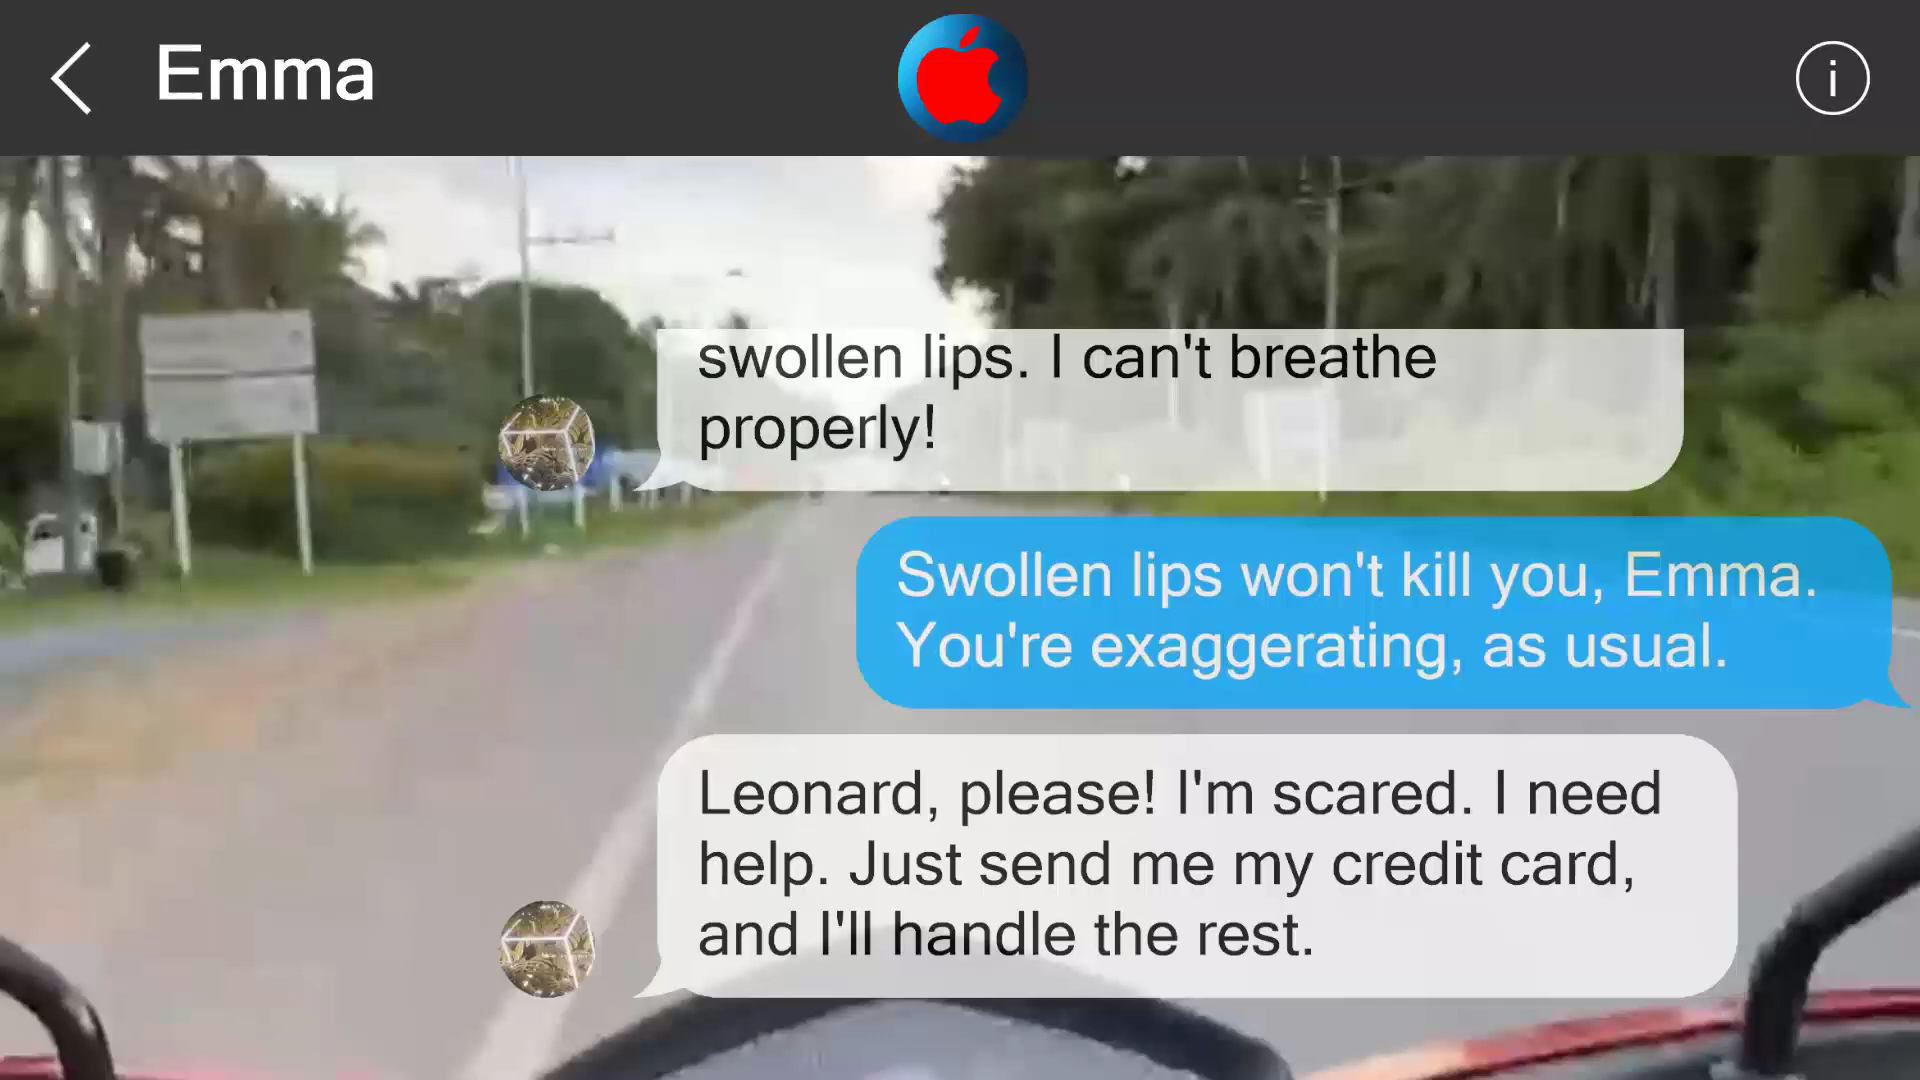 Emma
i
swollen lips. I can't breathe
properly!
Swollen lips won't kill you, Emma.
You're exaggerating, as usual.
Leonard, please! I'm scared. I need
help. Just send me my credit card,
and I'll handle the rest.